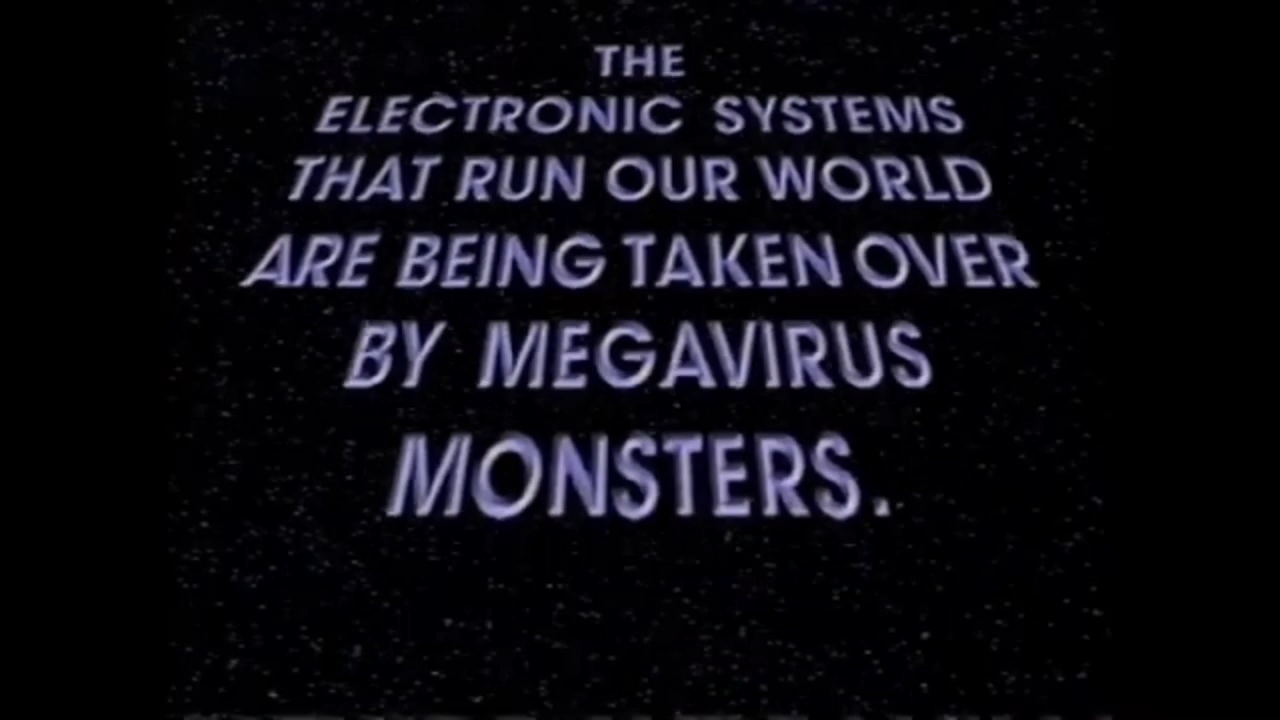 THE
ELECTRONIC SYSTEMS
THAT RUN OUR WORLD
ARE BEING TAKEN OVER
BY MEGAVIRUS
MONSTERS.